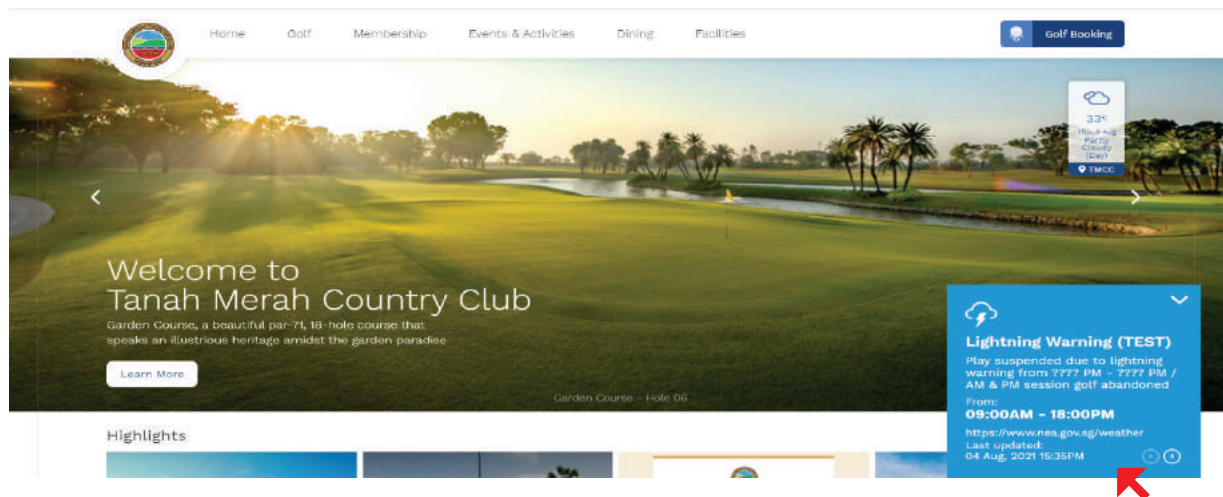 Home Golf Membership Events & Activities Dining Facilities Golf Booking
33°c
Partly
Cloudy
(Day)
TMCC
Welcome to
Tanah Merah Country Club
Garden Course, a beautiful par-71, 18-hole course that
speaks an illustrious heritage amidst the garden paradise
Learn More
Garden Course – Hole 06
Lightning Warning (TEST)
Play suspended due to lightning
warning from ???? PM - ???? PM /
AM & PM session golf abandoned
From:
09:00AM - 18:00PM
https://www.nea.gov.sg/weather
Last updated:
04 Aug, 2021 15:35PM
Highlights